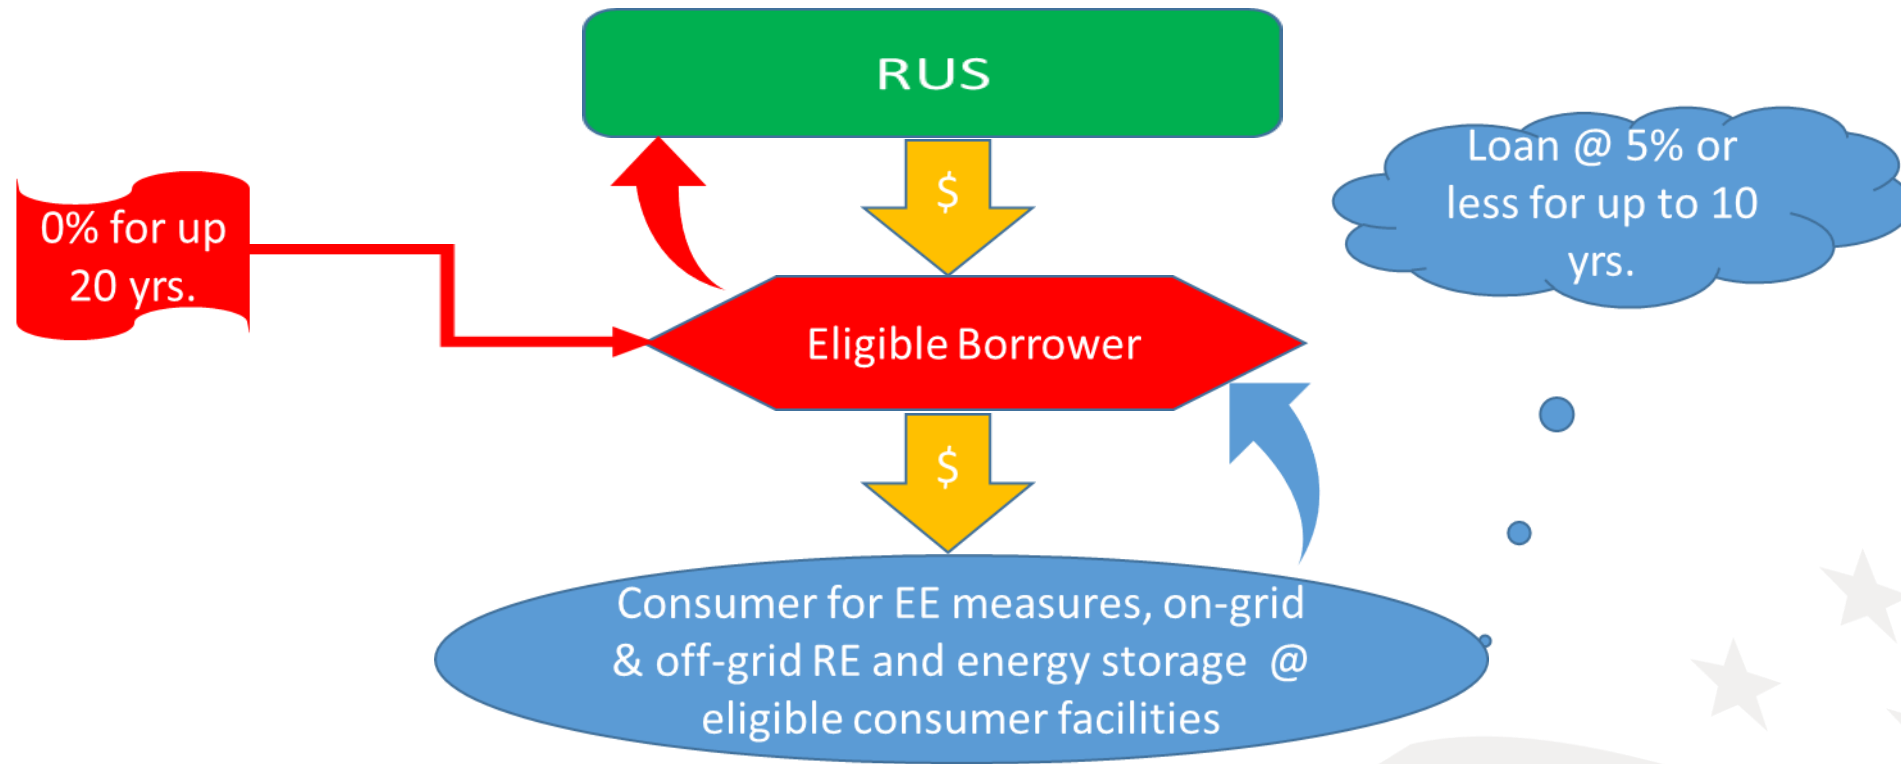 RUS
$
Loan @ 5% or
less for up to 10
yrs.
0% for up
20 yrs.
Eligible Borrower
$
Consumer for EE measures, on-grid
& off-grid RE and energy storage @
eligible consumer facilities